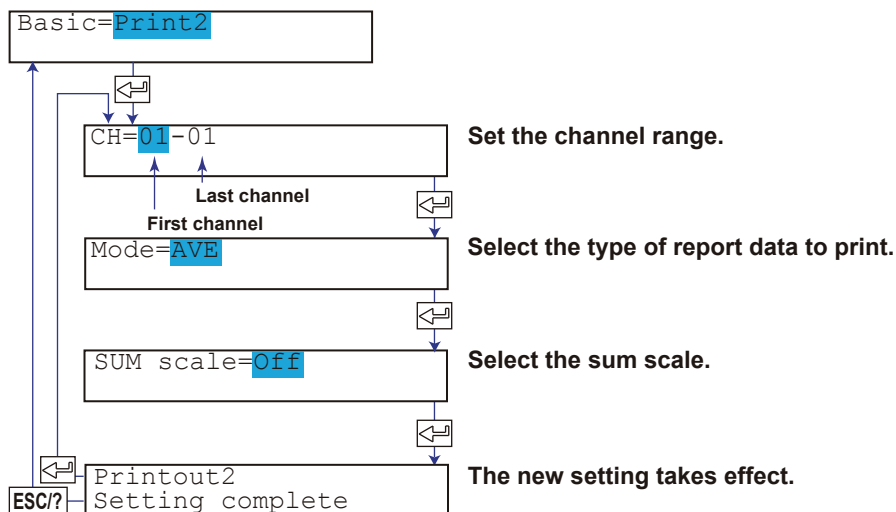 Basic=Print2
CH=01-01
Set the channel range.
Last channel
First channel
Mode=AVE
Select the type of report data to print.
SUM scale=Off
Select the sum scale.
Printout2
The new setting takes effect.
ESC/?
Setting complete